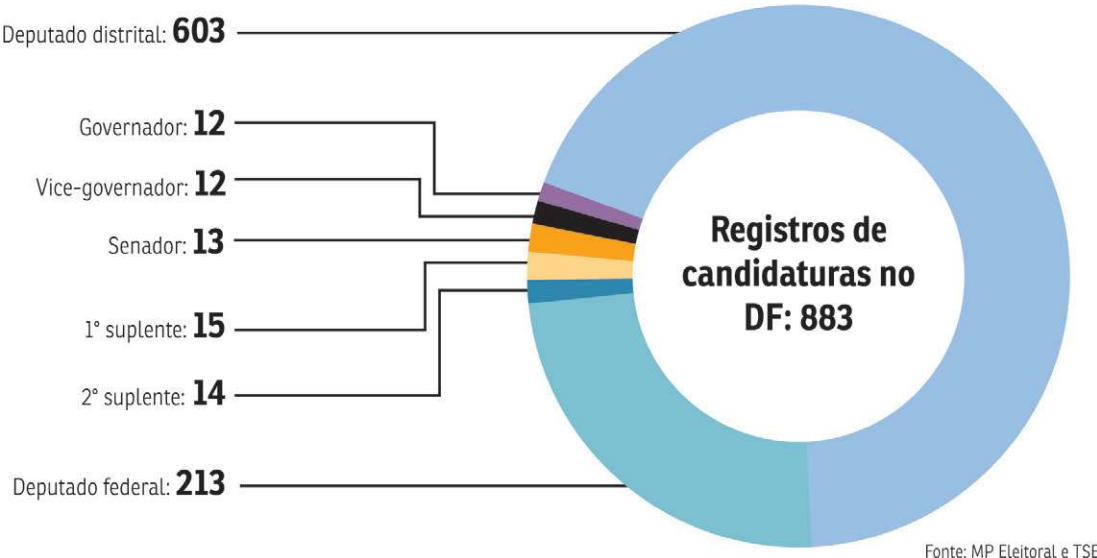 Deputado distrital: 603
Governador: 12
Vice-governador: 12
Senador: 13
1° suplente: 15
2° suplente: 14
Deputado federal: 213
Registros de
candidaturas no
DF: 883
Fonte: MP Eleitoral e TSE